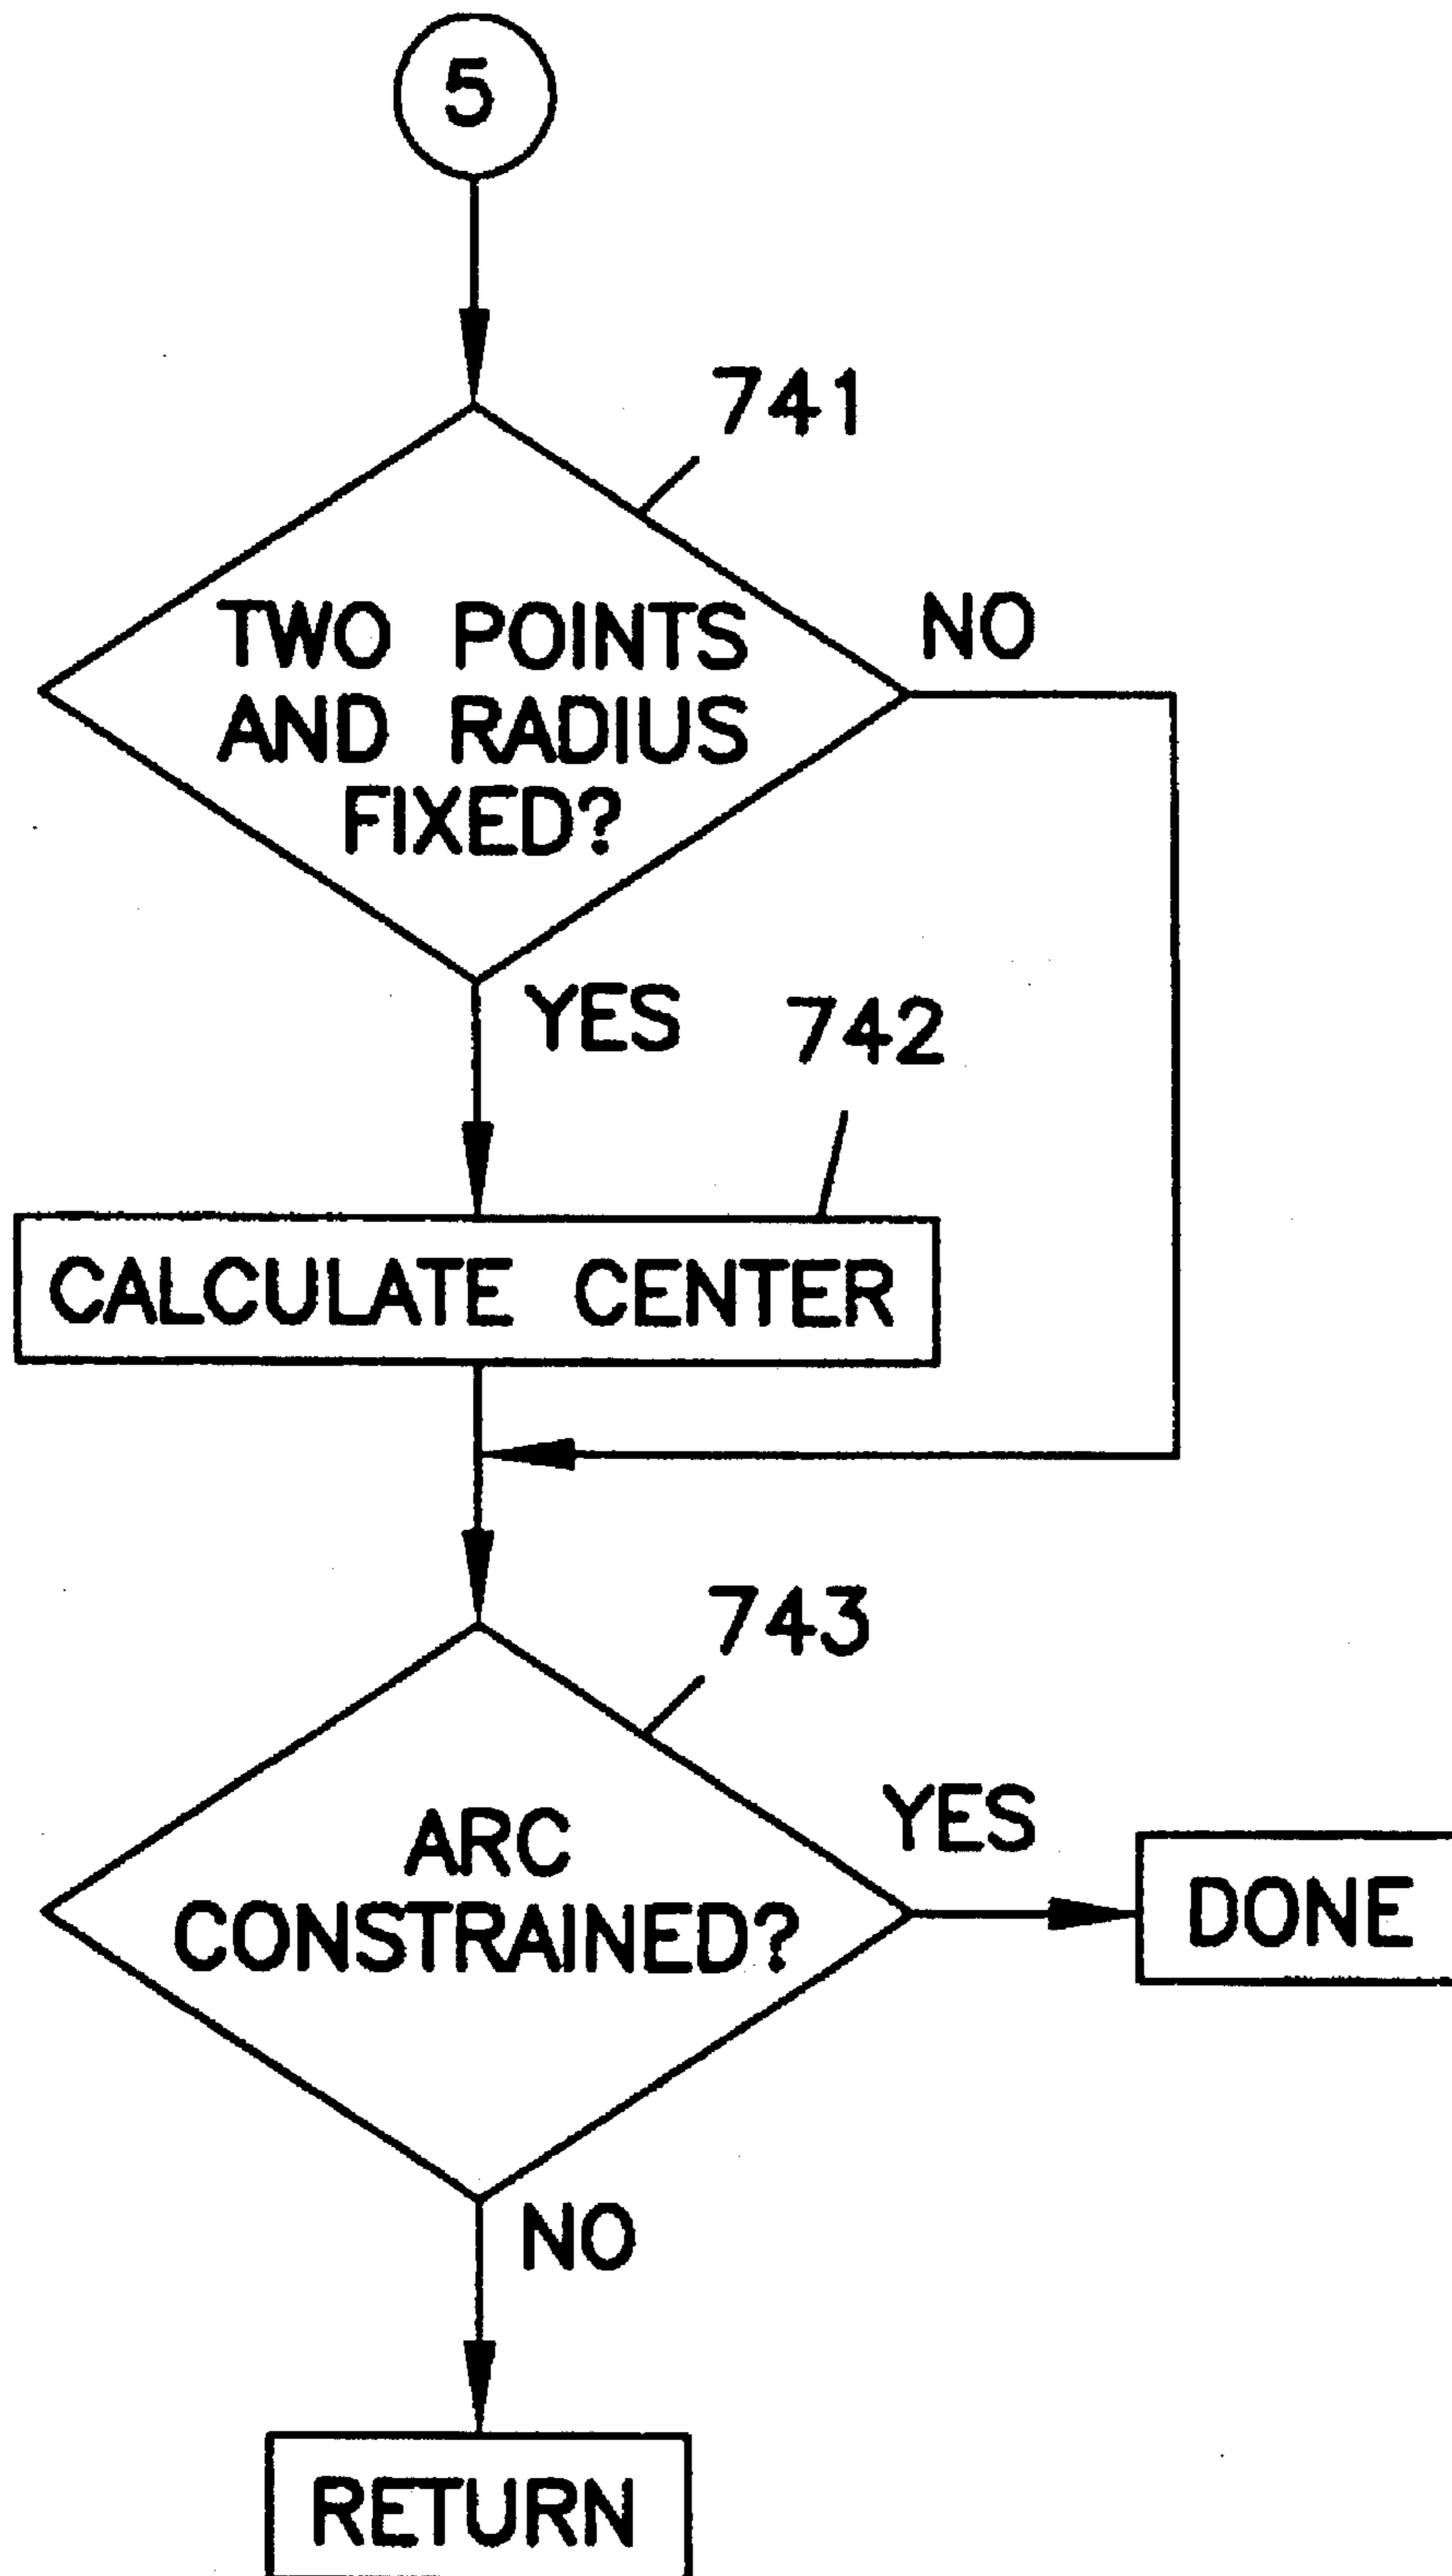 5
741
TWO POINTS
AND RADIUS
FIXED?
NO
YES
742
CALCULATE CENTER
743
ARC
CONSTRAINED?
YES
DONE
NO
RETURN